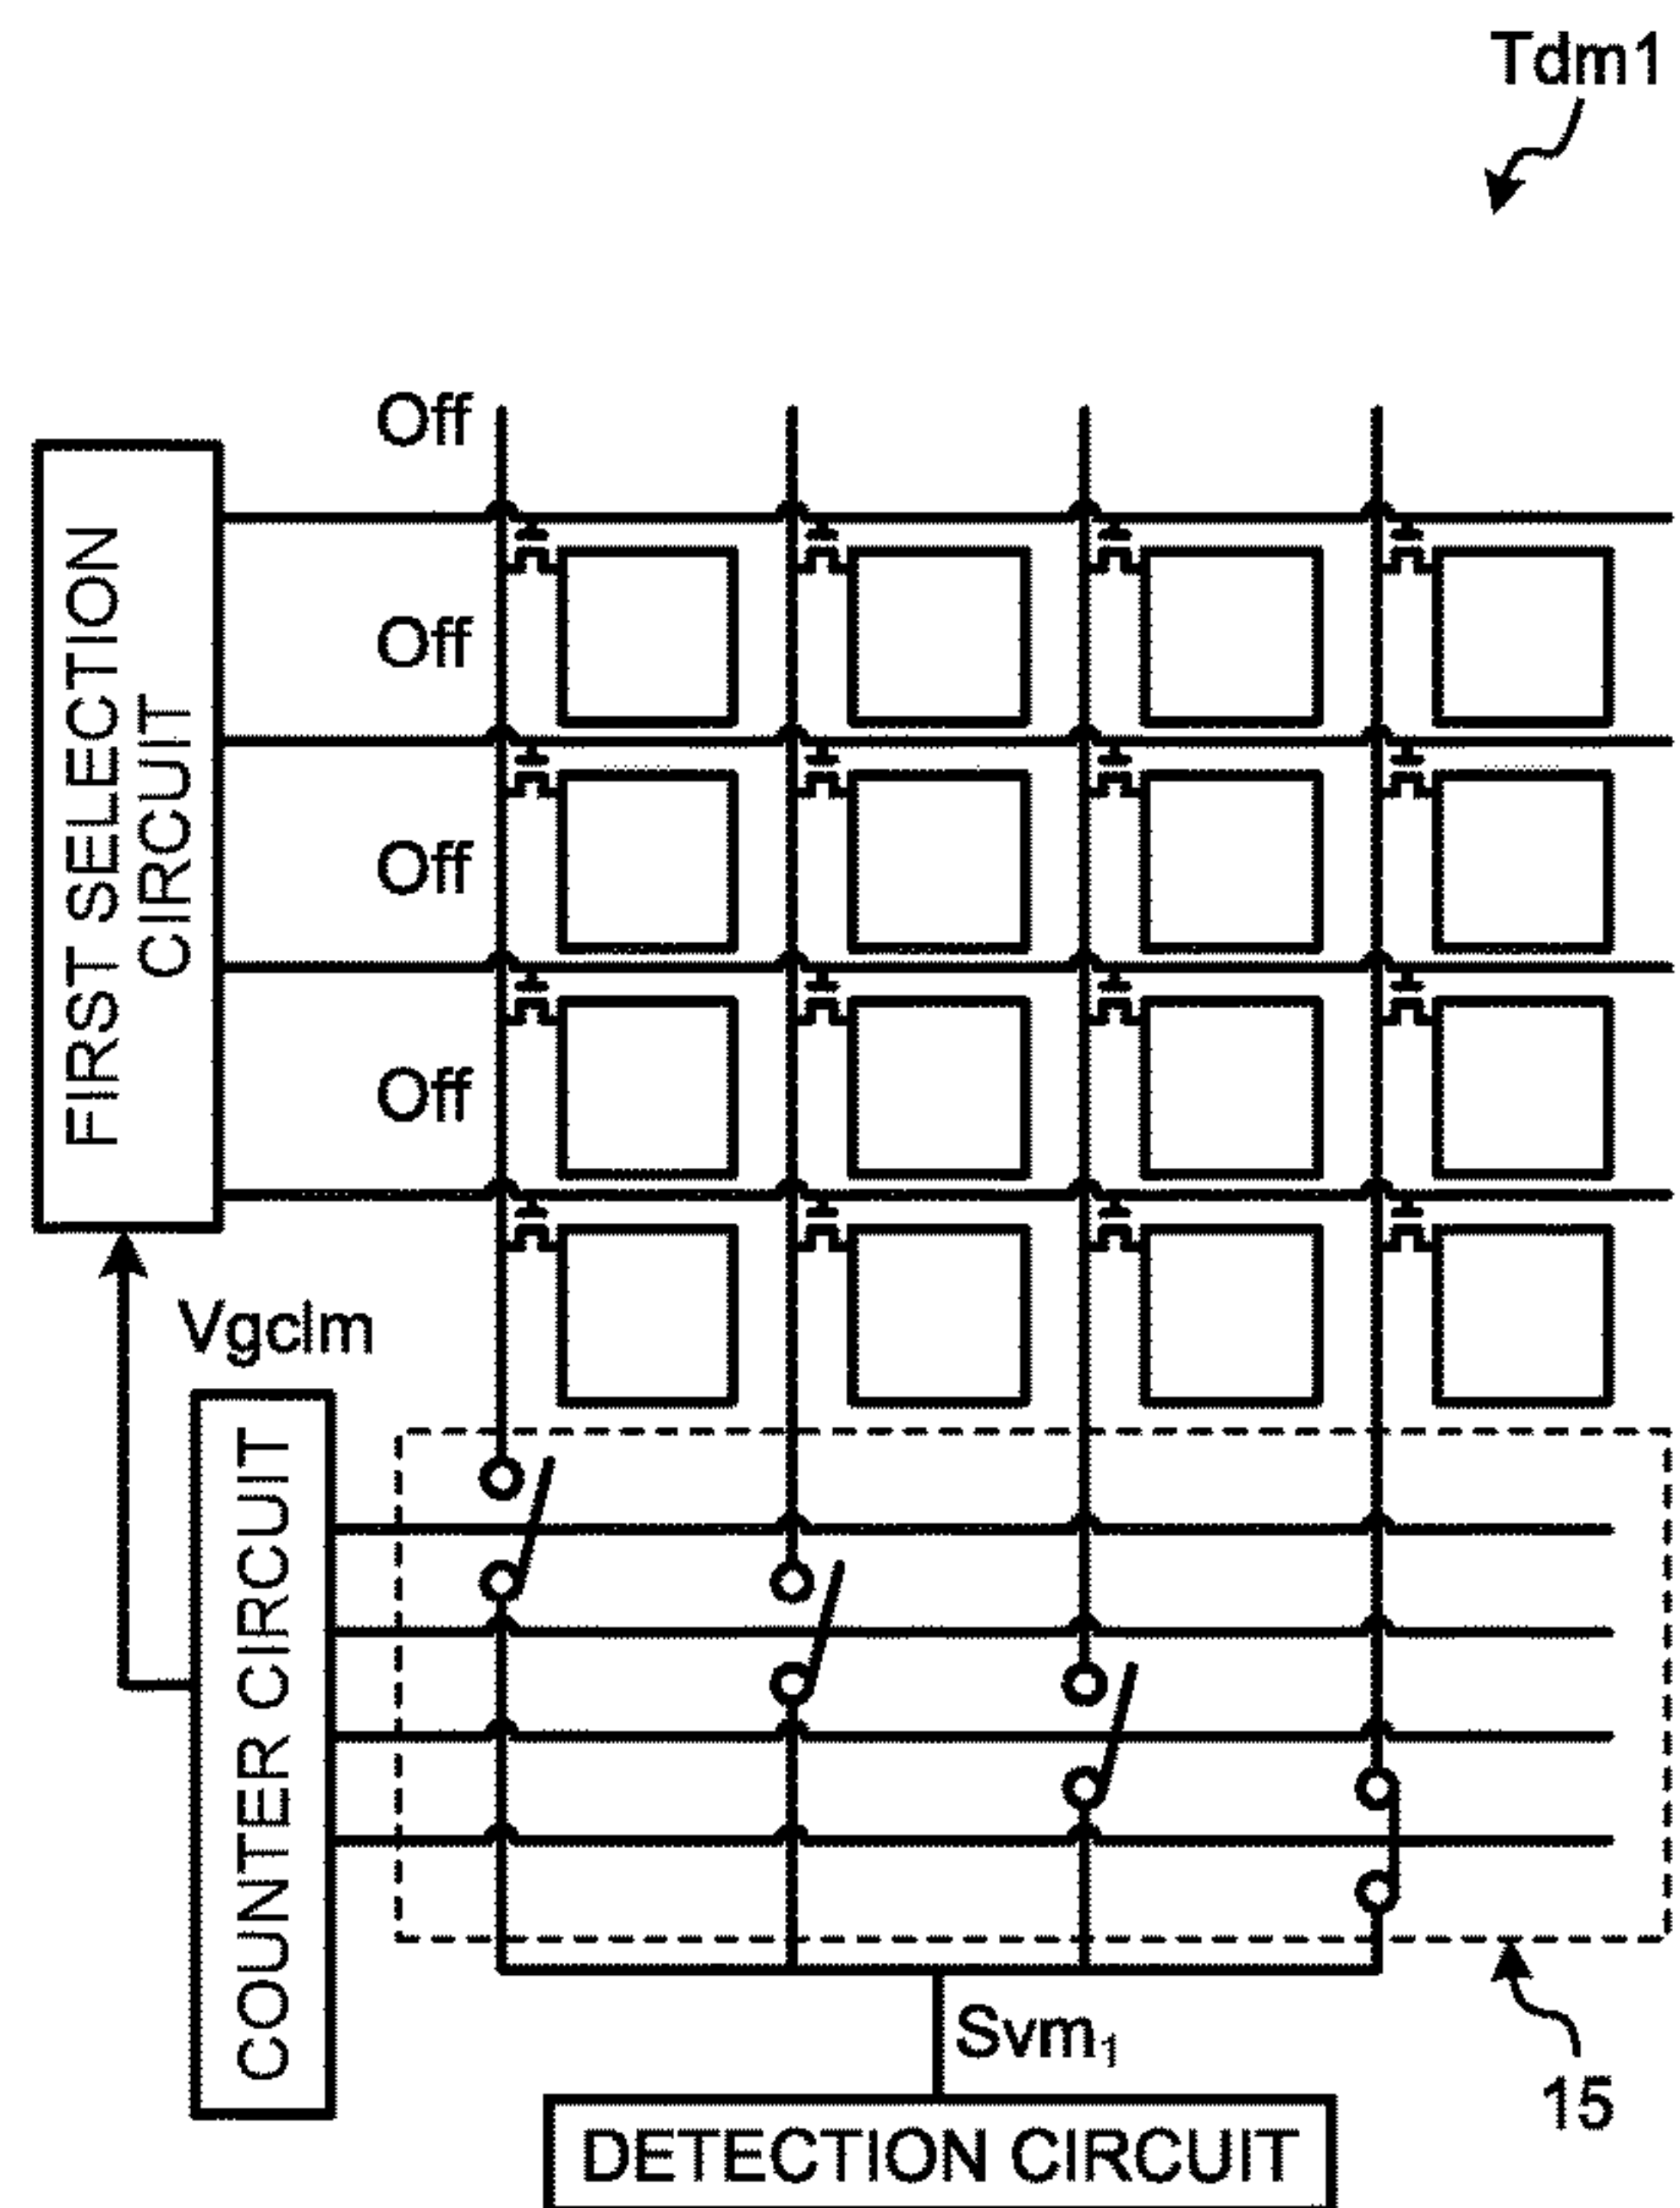 Tdm1
Off
Off
Off
Off
FIRST SELECTION
CIRCUIT
Vgclm
COUNTER CIRCUIT
Svm₁
15
DETECTION CIRCUIT